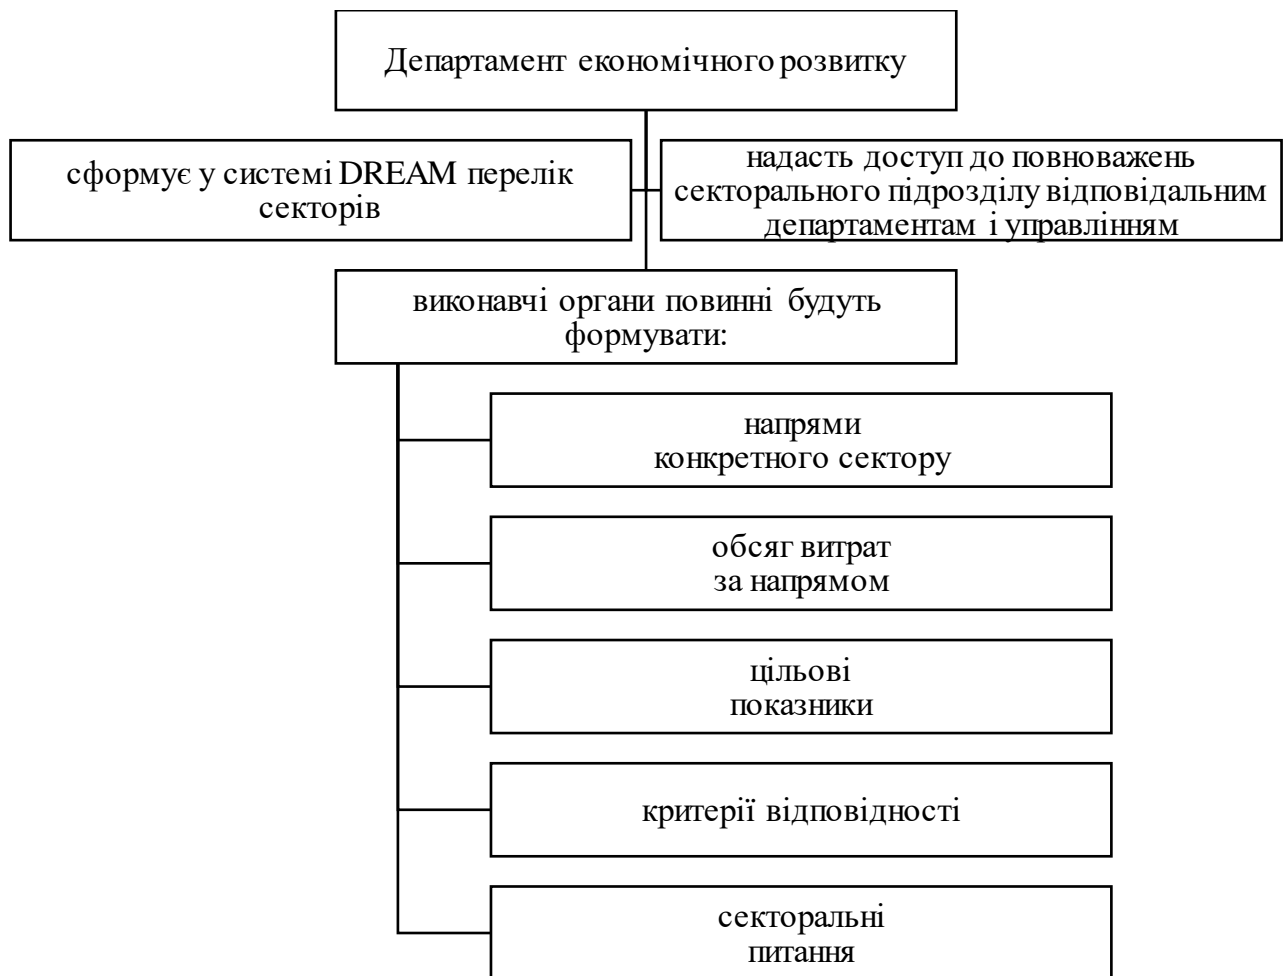 Департамент економічного розвитку
сформує у системі DREAM перелік
секторів
надасть доступ до повноважень
секторального підрозділу відповідальним
департаментам і управлінням
виконавчі органи повинні будуть
формувати:
напрями
конкретного сектору
обсяг витрат
за напрямом
цільові
показники
критерії відповідності
секторальні
питання